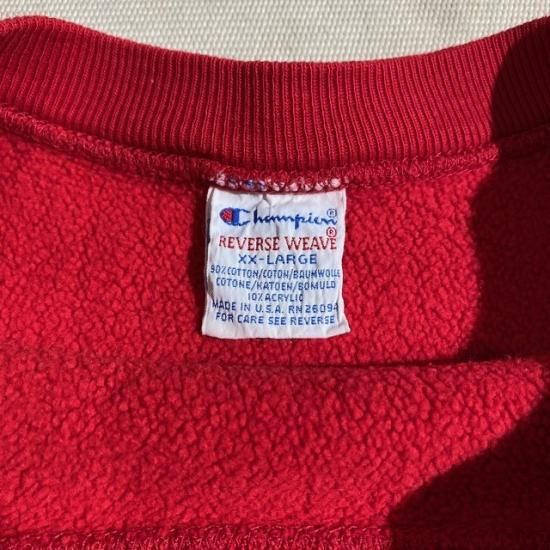 Champion®
REVERSE WEAVE®
XX-LARGE
90% COTTON/COTON/BAUMWOLLE
COTONE/KATOEN/BOMULD
10% ACRYLIC
MADE IN U.S.A. RN 26094
FOR CARE SEE REVERSE